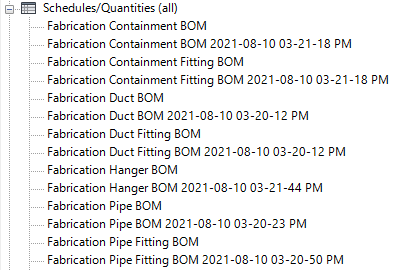 Schedules/Quantities (all)
Fabrication Containment BOM
Fabrication Containment BOM 2021-08-10 03-21-18 PM
Fabrication Containment Fitting BOM
Fabrication Containment Fitting BOM 2021-08-10 03-21-18 PM
Fabrication Duct BOM
Fabrication Duct BOM 2021-08-10 03-20-12 PM
Fabrication Duct Fitting BOM
Fabrication Duct Fitting BOM 2021-08-10 03-20-12 PM
Fabrication Hanger BOM
Fabrication Hanger BOM 2021-08-10 03-21-44 PM
Fabrication Pipe BOM
Fabrication Pipe BOM 2021-08-10 03-20-23 PM
Fabrication Pipe Fitting BOM
Fabrication Pipe Fitting BOM 2021-08-10 03-20-50 PM